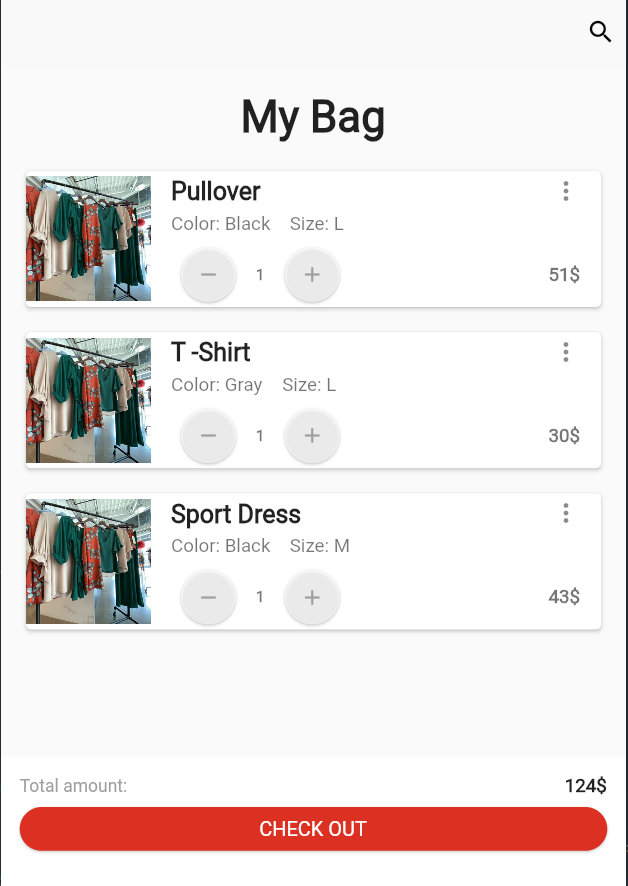 My Bag
Pullover
Color: Black Size: L
1 51$
T -Shirt
Color: Gray Size: L
1 30$
Sport Dress
Color: Black Size: M
1 43$
Total amount: 124$
CHECK OUT